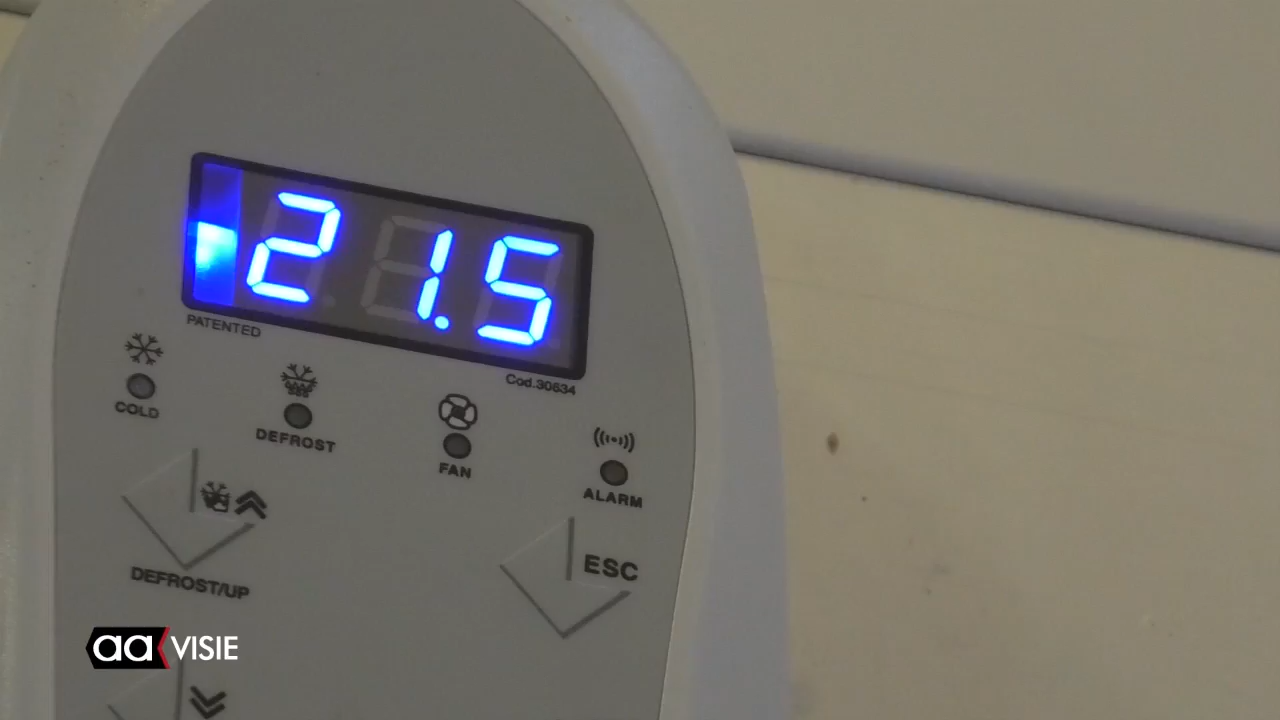 21.5
PATENTED
Cod.30634
COLD
DEFROST
FAN
ALARM
DEFROST/UP
ESC
aa VISIE